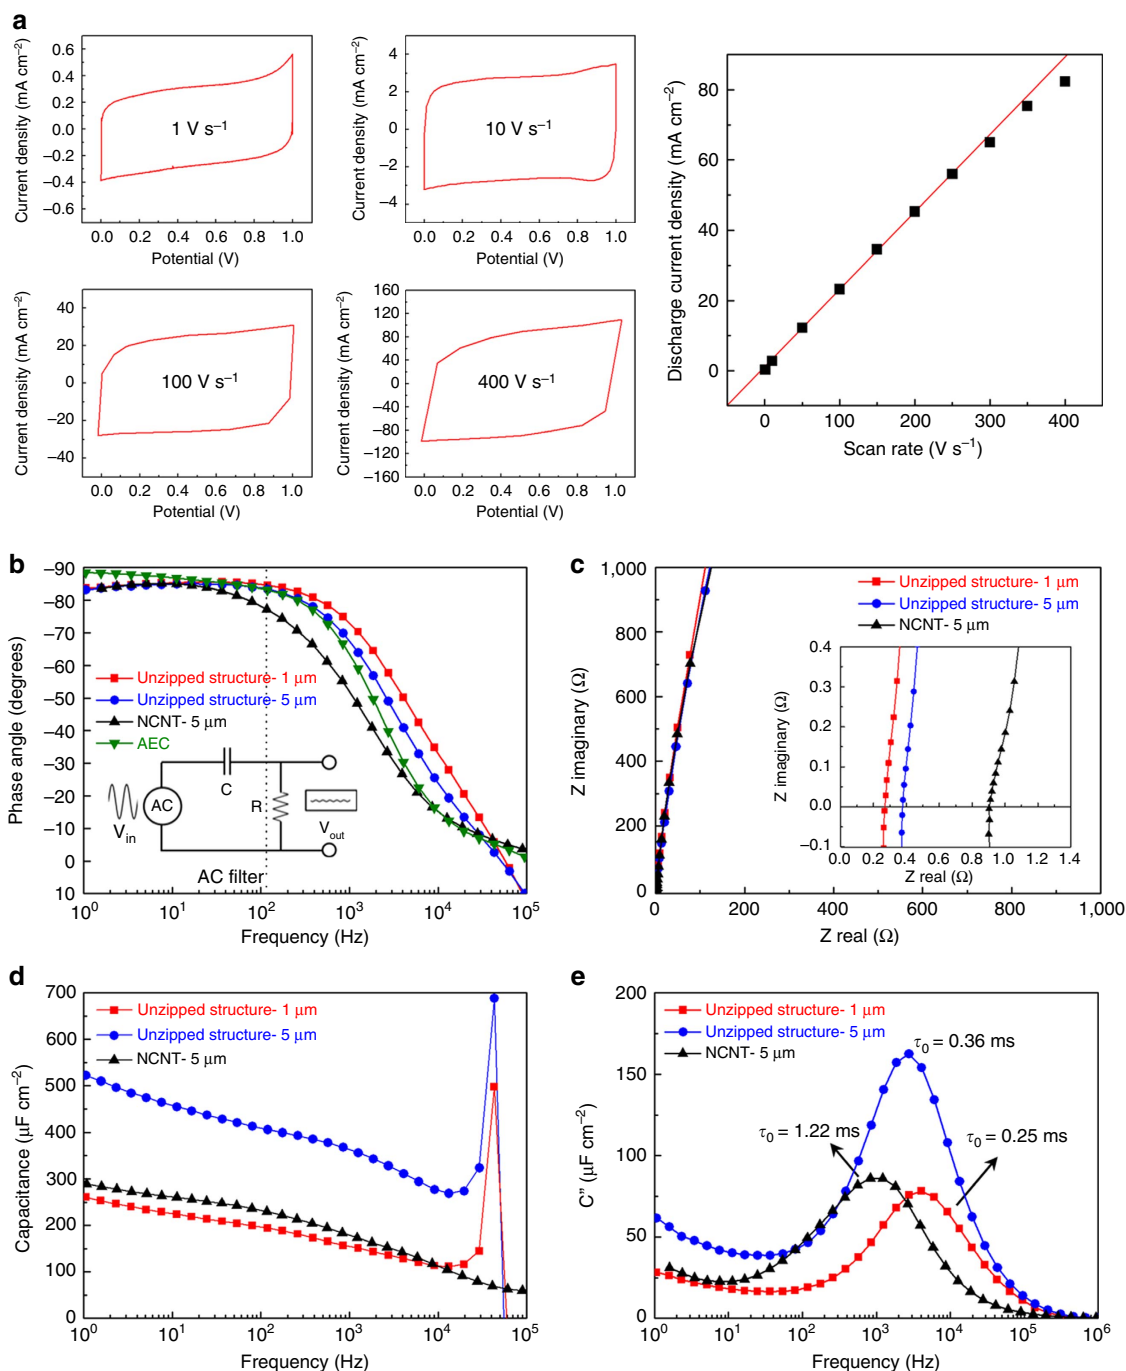 a
Current density (mA cm⁻²)
0.6
0.4
0.2
0.0
–0.2
–0.4
–0.6
1 V s⁻¹
0.0 0.2 0.4 0.6 0.8 1.0
Potential (V)
Current density (mA cm⁻²)
4
2
0
–2
–4
10 V s⁻¹
0.0 0.2 0.4 0.6 0.8 1.0
Potential (V)
Current density (mA cm⁻²)
40
20
0
–20
–40
100 V s⁻¹
0.0 0.2 0.4 0.6 0.8 1.0
Potential (V)
Current density (mA cm⁻²)
160
120
80
40
0
–40
–80
–120
–160
400 V s⁻¹
0.0 0.2 0.4 0.6 0.8 1.0
Potential (V)
Discharge current density (mA cm⁻²)
80
60
40
20
0
0 100 200 300 400
Scan rate (V s⁻¹)
b
Phase angle (degrees)
–90
–80
–70
–60
–50
–40
–30
–20
–10
0
10
Unzipped structure- 1 μm
Unzipped structure- 5 μm
NCNT- 5 μm
AEC
C
AC
R
V_in
V_out
AC filter
10⁰ 10¹ 10² 10³ 10⁴ 10⁵
Frequency (Hz)
c
Z imaginary (Ω)
1,000
800
600
400
200
0
Unzipped structure- 1 μm
Unzipped structure- 5 μm
NCNT- 5 μm
Z imaginary (Ω)
0.4
0.3
0.2
0.1
0.0
–0.1
0.0 0.2 0.4 0.6 0.8 1.0 1.2 1.4
Z real (Ω)
0 200 400 600 800 1,000
Z real (Ω)
d
Capacitance (μF cm⁻²)
700
600
500
400
300
200
100
0
Unzipped structure- 1 μm
Unzipped structure- 5 μm
NCNT- 5 μm
10⁰ 10¹ 10² 10³ 10⁴ 10⁵
Frequency (Hz)
e
C″ (μF cm⁻²)
200
150
100
50
0
Unzipped structure- 1 μm
Unzipped structure- 5 μm
NCNT- 5 μm
τ₀ = 0.36 ms
τ₀ = 1.22 ms
τ₀ = 0.25 ms
10⁰ 10¹ 10² 10³ 10⁴ 10⁵ 10⁶
Frequency (Hz)